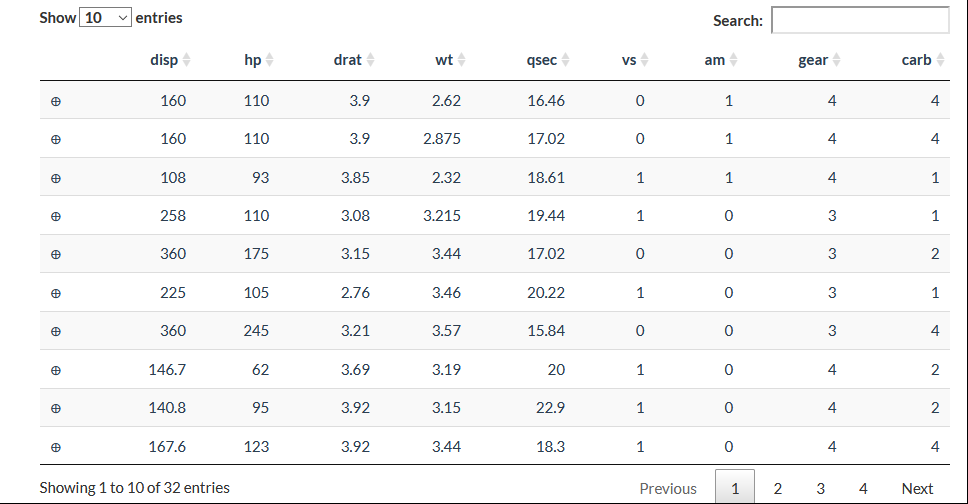 Show 10 entries
Search:
disp hp drat wt qsec vs am gear carb
⊕ 160 110 3.9 2.62 16.46 0 1 4 4
⊕ 160 110 3.9 2.875 17.02 0 1 4 4
⊕ 108 93 3.85 2.32 18.61 1 1 4 1
⊕ 258 110 3.08 3.215 19.44 1 0 3 1
⊕ 360 175 3.15 3.44 17.02 0 0 3 2
⊕ 225 105 2.76 3.46 20.22 1 0 3 1
⊕ 360 245 3.21 3.57 15.84 0 0 3 4
⊕ 146.7 62 3.69 3.19 20 1 0 4 2
⊕ 140.8 95 3.92 3.15 22.9 1 0 4 2
⊕ 167.6 123 3.92 3.44 18.3 1 0 4 4
Showing 1 to 10 of 32 entries
Previous 1 2 3 4 Next